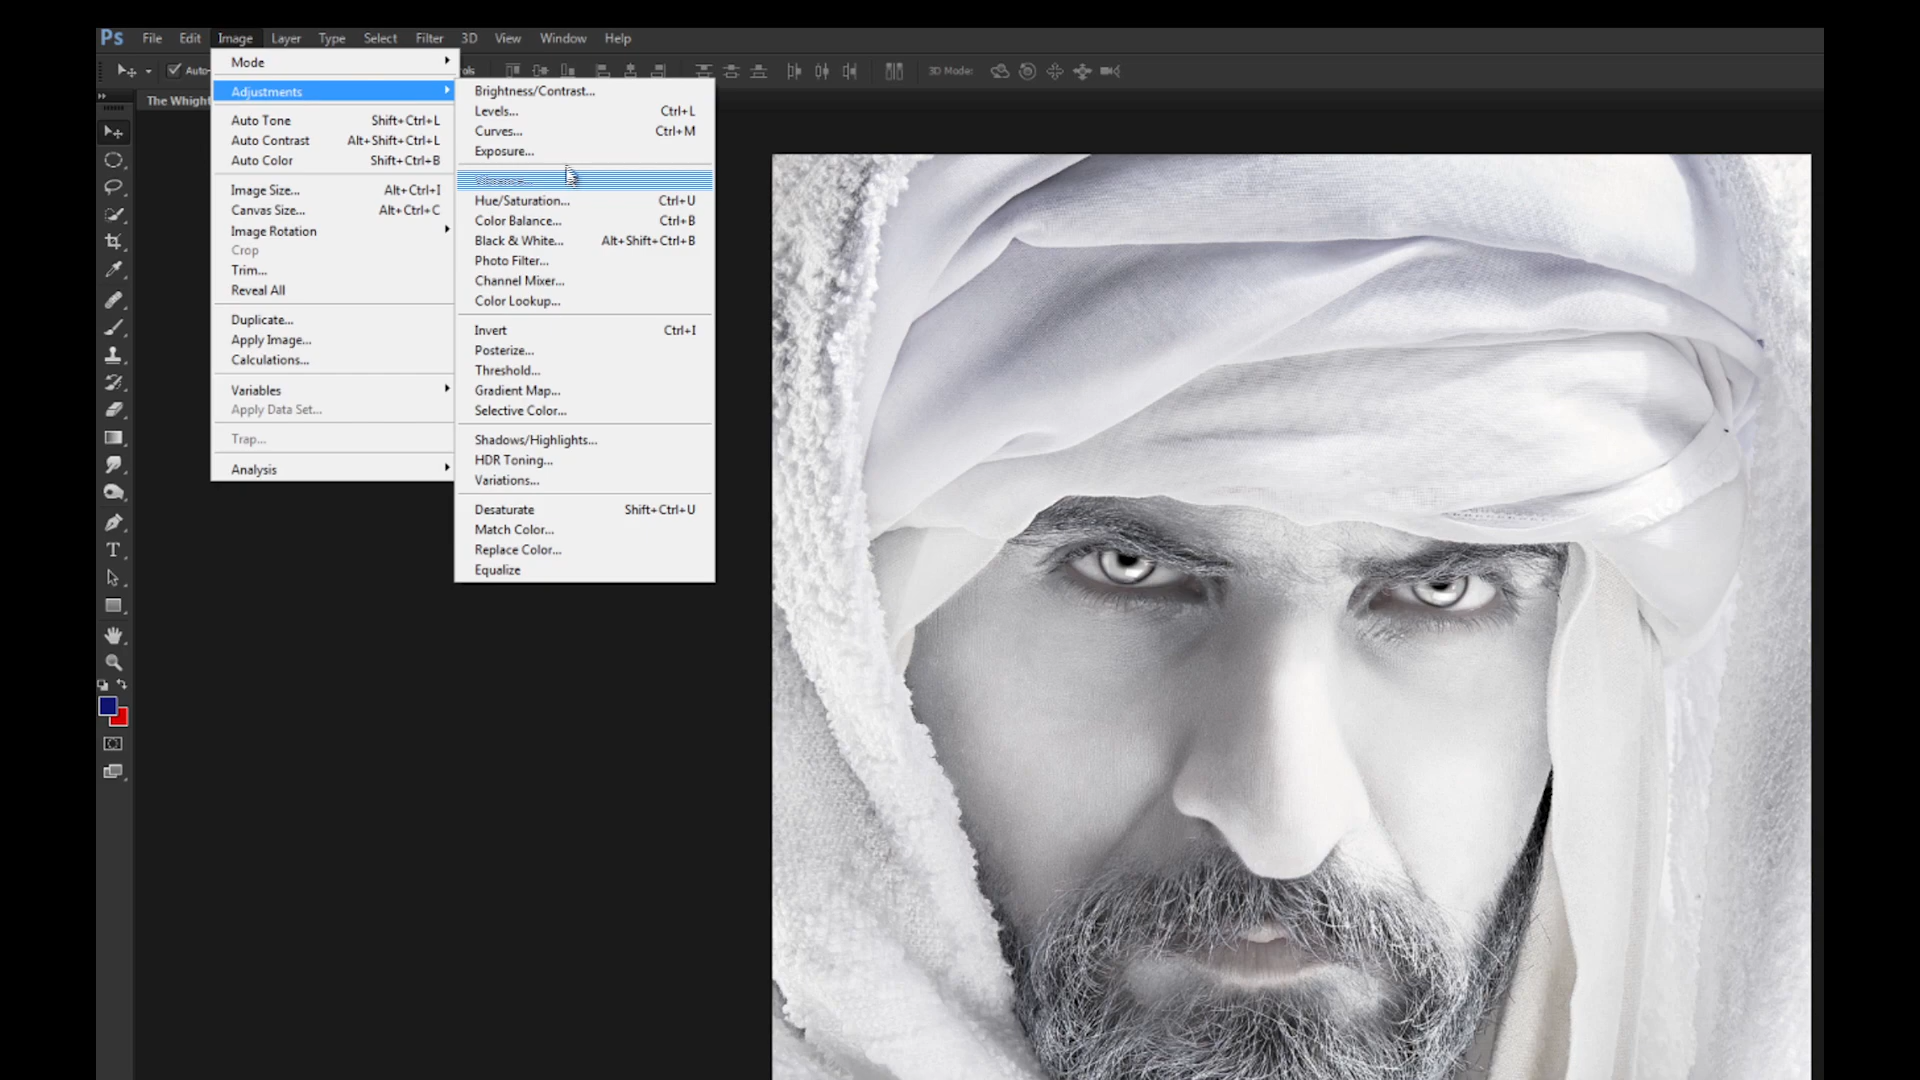 Ps File Edit Image Layer Type Select Filter 3D View Window Help
Auto- 3D Mode:
The Whight
Mode
Adjustments
Auto Tone Shift+Ctrl+L
Auto Contrast Alt+Shift+Ctrl+L
Auto Color Shift+Ctrl+B
Image Size... Alt+Ctrl+I
Canvas Size... Alt+Ctrl+C
Image Rotation
Crop
Trim...
Reveal All
Duplicate...
Apply Image...
Calculations...
Variables
Apply Data Set...
Trap...
Analysis
Brightness/Contrast...
Levels... Ctrl+L
Curves... Ctrl+M
Exposure...
Vibrance...
Hue/Saturation... Ctrl+U
Color Balance... Ctrl+B
Black & White... Alt+Shift+Ctrl+B
Photo Filter...
Channel Mixer...
Color Lookup...
Invert Ctrl+I
Posterize...
Threshold...
Gradient Map...
Selective Color...
Shadows/Highlights...
HDR Toning...
Variations...
Desaturate Shift+Ctrl+U
Match Color...
Replace Color...
Equalize